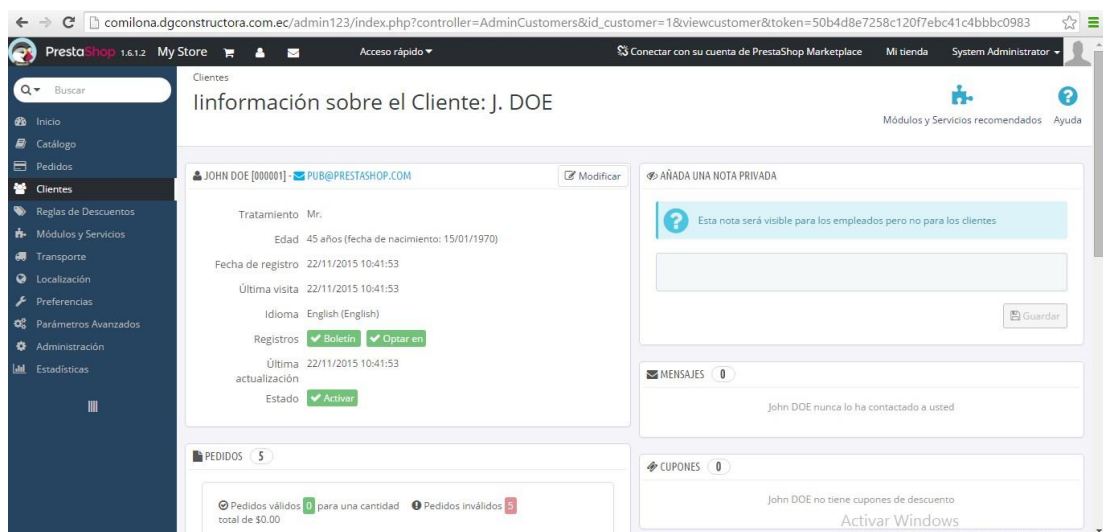 comilona.dgconstructora.com.ec/admin123/index.php?controller=AdminCustomers&id_customer=1&viewcustomer&token=50b4d8e7258c120f7ebc41c4bbbc0983
PrestaShop 1.6.1.2 My Store Acceso rápido Conectar con su cuenta de PrestaShop Marketplace Mi tienda System Administrator
Buscar
Inicio
Catálogo
Pedidos
Clientes
Reglas de Descuentos
Módulos y Servicios
Transporte
Localización
Preferencias
Parámetros Avanzados
Administración
Estadísticas
Clientes
Iinformación sobre el Cliente: J. DOE
Módulos y Servicios recomendados Ayuda
JOHN DOE [000001] - PUB@PRESTASHOP.COM Modificar
Tratamiento Mr.
Edad 45 años (fecha de nacimiento: 15/01/1970)
Fecha de registro 22/11/2015 10:41:53
Última visita 22/11/2015 10:41:53
Idioma English (English)
Registros Boletín Optar en
Última actualización 22/11/2015 10:41:53
Estado Activar
PEDIDOS 5
Pedidos válidos 0 para una cantidad total de $0.00
Pedidos inválidos 5
AÑADA UNA NOTA PRIVADA
Esta nota será visible para los empleados pero no para los clientes
Guardar
MENSAJES 0
John DOE nunca lo ha contactado a usted
CUPONES 0
John DOE no tiene cupones de descuento
Activar Windows